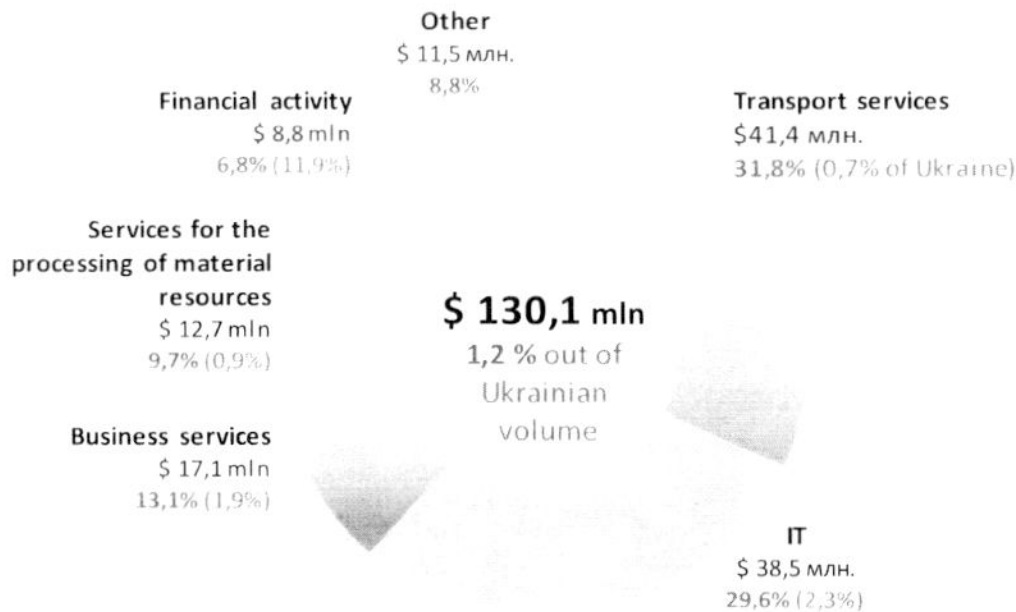 Other
$ 11,5 млн.
8,8%
Financial activity
$ 8,8 mln
6,8% (11,9%)
Transport services
$41,4 млн.
31,8% (0,7% of Ukraine)
Services for the
processing of material
resources
$ 12,7 mln
9,7% (0,9%)
$ 130,1 mln
1,2 % out of
Ukrainian
volume
Business services
$ 17,1 mln
13,1% (1,9%)
IT
$ 38,5 млн.
29,6% (2,3%)